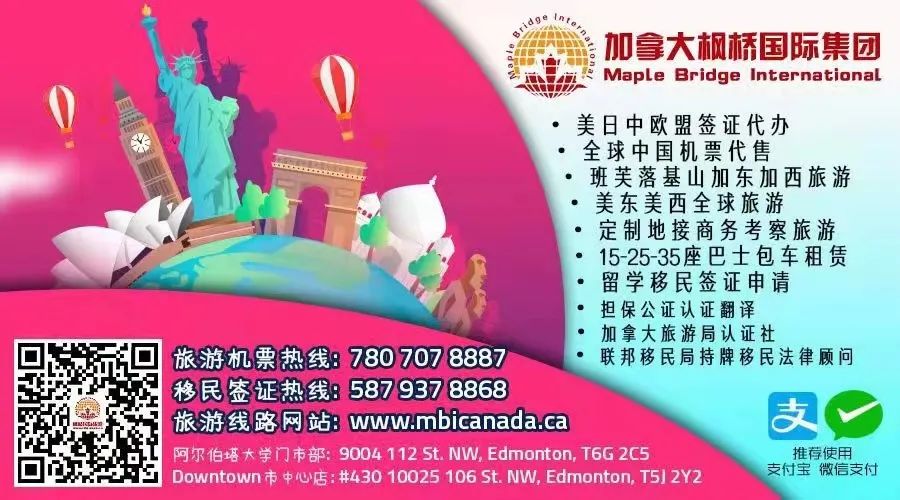 Maple Bridge International
加拿大枫桥国际集团
Maple Bridge International
• 美日中欧盟签证代办
• 全球中国机票代售
• 班芙落基山加东加西旅游
• 美东美西全球旅游
• 定制地接商务考察旅游
• 15-25-35座巴士包车租赁
• 留学移民签证申请
• 担保公证认证翻译
• 加拿大旅游局认证社
• 联邦移民局持牌移民法律顾问
旅游机票热线: 780 707 8887
移民签证热线: 587 937 8868
旅游线路网站: www.mbicanada.ca
阿尔伯塔大学门市部: 9004 112 St. NW, Edmonton, T6G 2C5
Downtown市中心店: #430 10025 106 St. NW, Edmonton, T5J 2Y2
支
推荐使用
支付宝 微信支付